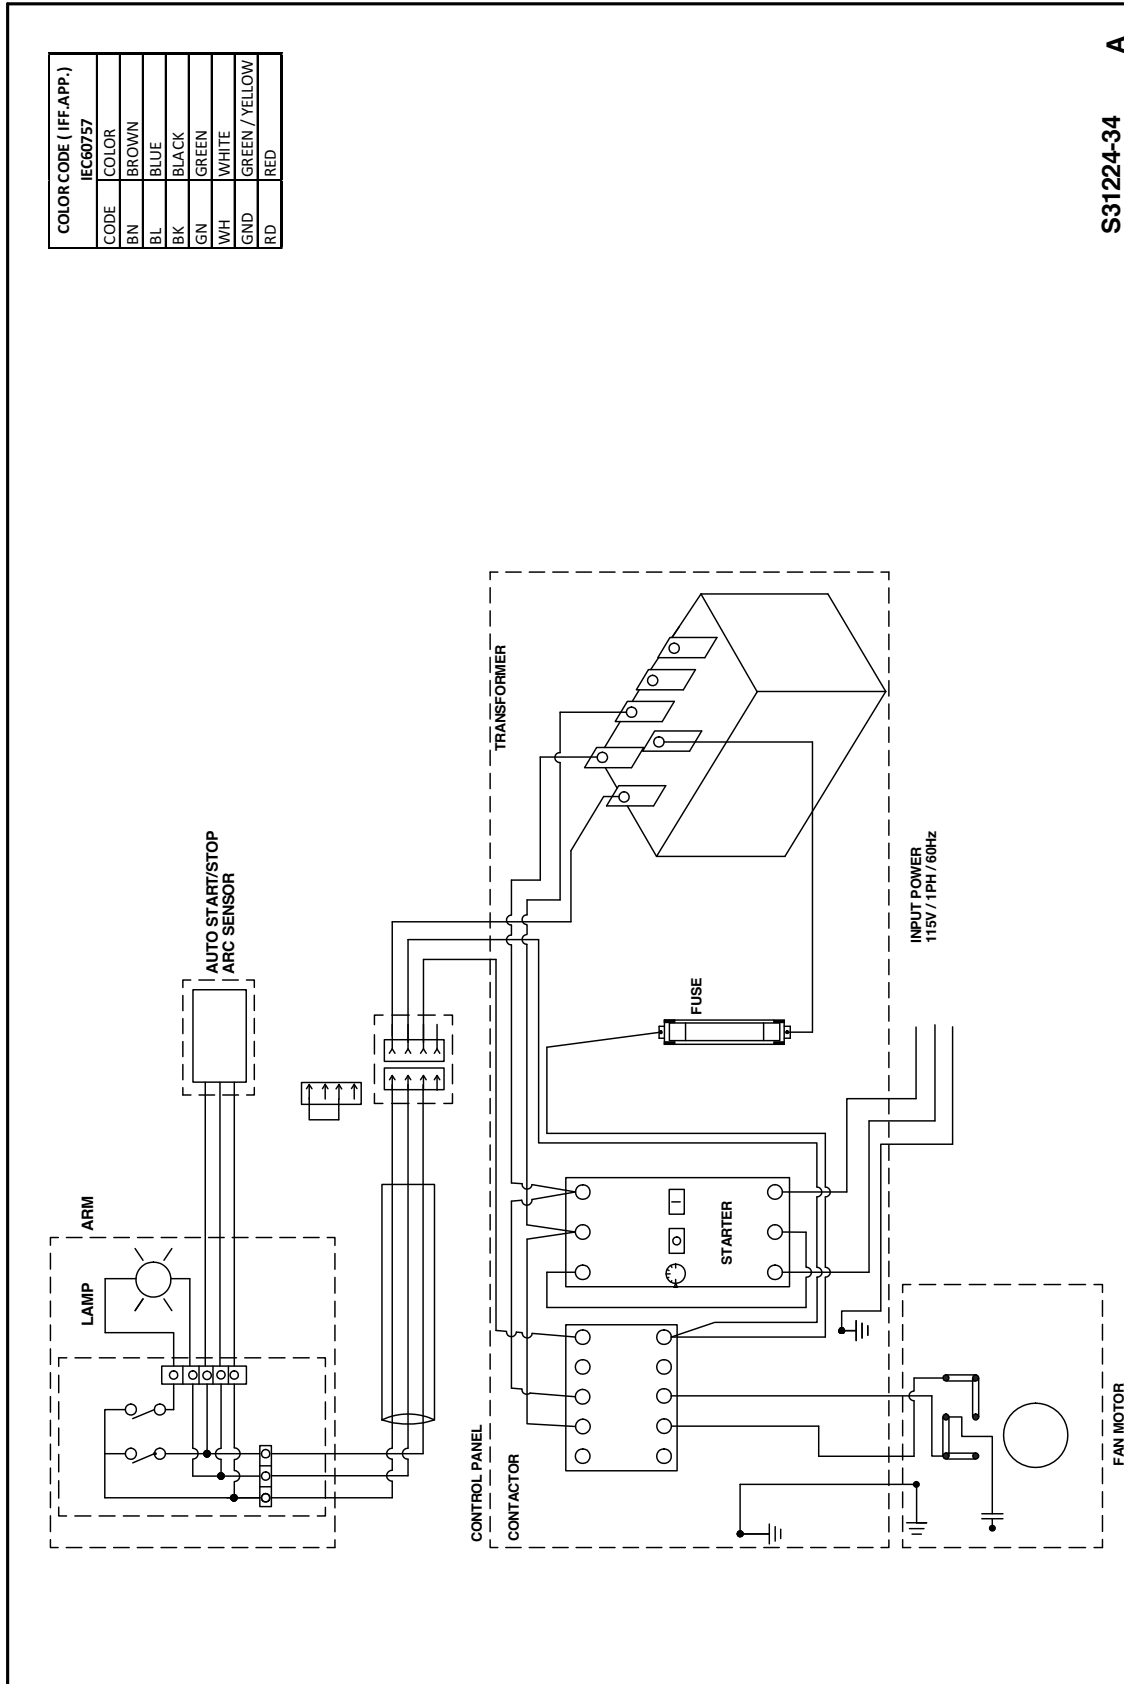 COLOR CODE ( IFF.APP.)
IEC60757
CODE COLOR
BN BROWN
BL BLUE
BK BLACK
GN GREEN
WH WHITE
GND GREEN / YELLOW
RD RED
AUTO START/STOP
ARC SENSOR
ARM
LAMP
TRANSFORMER
FUSE
STARTER
CONTROL PANEL
CONTACTOR
INPUT POWER
115V / 1PH / 60Hz
FAN MOTOR
S31224-34 A